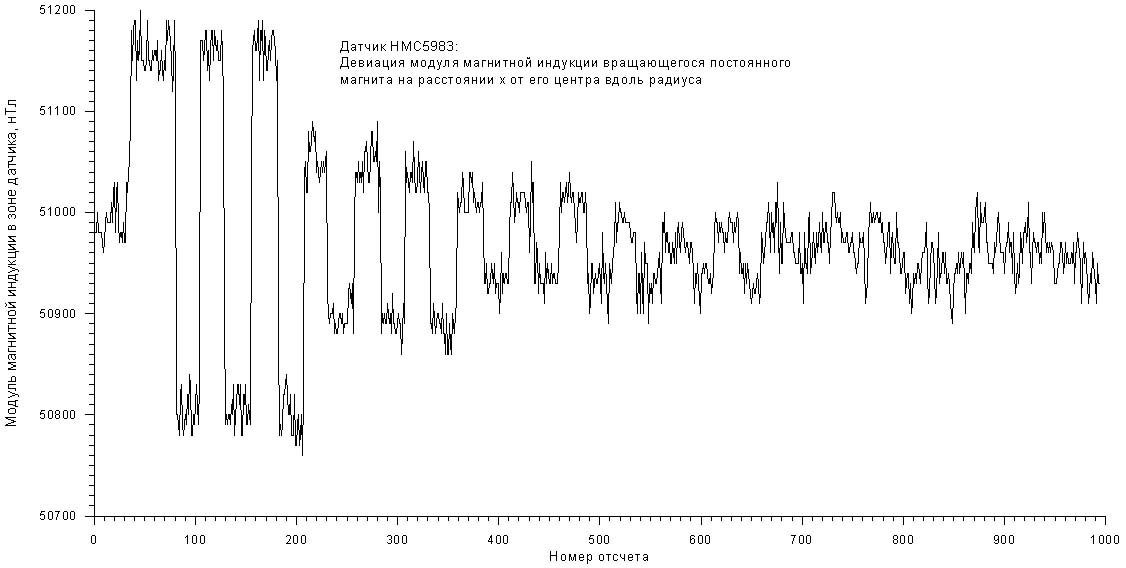 51200
Датчик HMC5983:
Девиация модуля магнитной индукции вращающегося постоянного
магнита на расстоянии x от его центра вдоль радиуса
51100
51000
50900
50800
50700
Модуль магнитной индукции в зоне датчика, нТл
0 100 200 300 400 500 600 700 800 900 1000
Номер отсчета